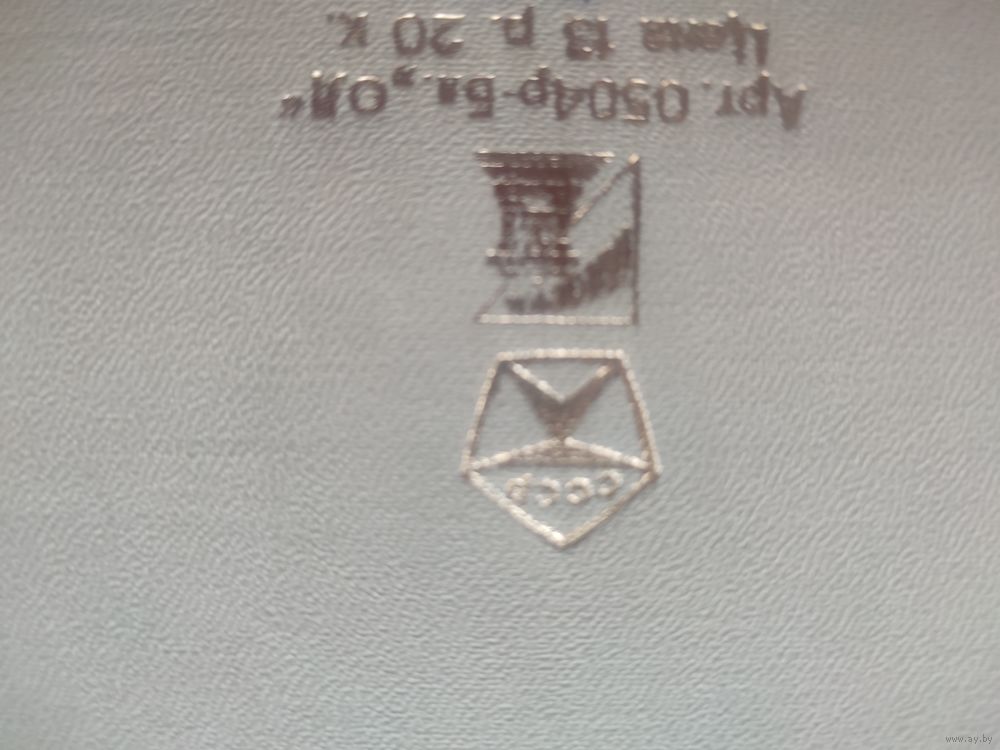 СССР
Арт. 0504р-Бл. „ОЛ“
Цена 13 р. 20 к.
www.ay.by